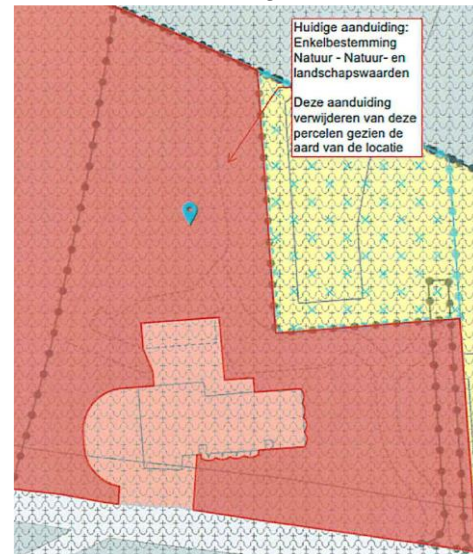 Huidige aanduiding:
Enkelbestemming
Natuur - Natuur- en
landschapswaarden

Deze aanduiding
verwijderen van deze
percelen gezien de
aard van de locatie